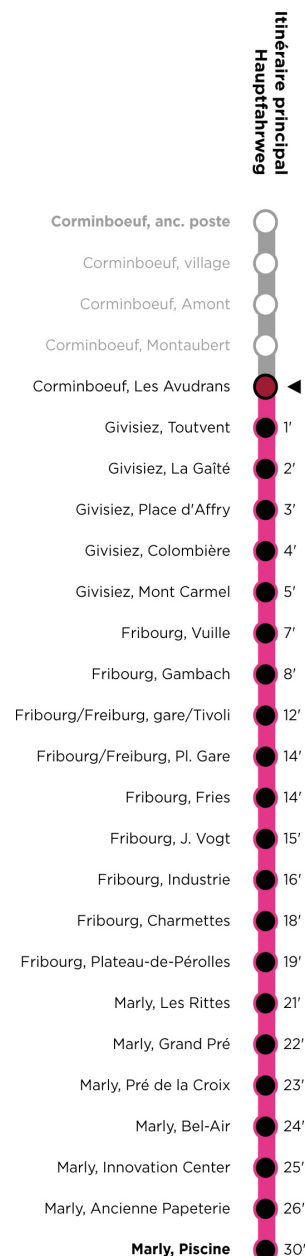 Itinéraire principal
Hauptfahrweg
Corminboeuf, anc. poste
Corminboeuf, village
Corminboeuf, Amont
Corminboeuf, Montaubert
Corminboeuf, Les Avudrans
Givisiez, Toutvent 1'
Givisiez, La Gaîté 2'
Givisiez, Place d'Affry 3'
Givisiez, Colombière 4'
Givisiez, Mont Carmel 5'
Fribourg, Vuille 7'
Fribourg, Gambach 8'
Fribourg/Freiburg, gare/Tivoli 12'
Fribourg/Freiburg, Pl. Gare 14'
Fribourg, Fries 14'
Fribourg, J. Vogt 15'
Fribourg, Industrie 16'
Fribourg, Charmettes 18'
Fribourg, Plateau-de-Pérolles 19'
Marly, Les Rittes 21'
Marly, Grand Pré 22'
Marly, Pré de la Croix 23'
Marly, Bel-Air 24'
Marly, Innovation Center 25'
Marly, Ancienne Papeterie 26'
Marly, Piscine 30'